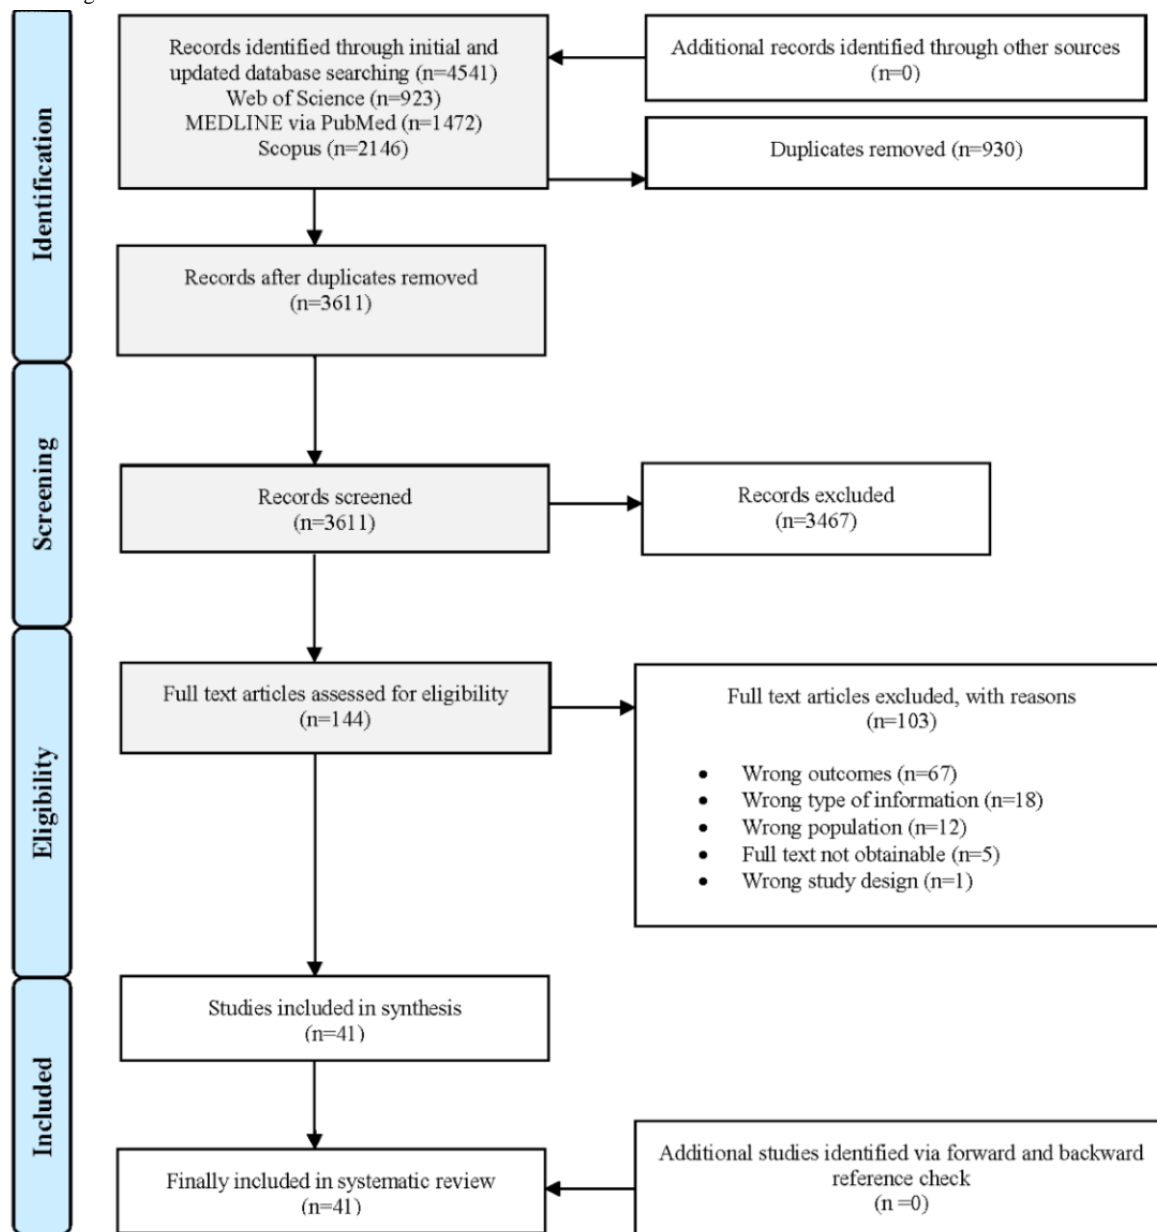 Identification
Records identified through initial and
updated database searching (n=4541)
Web of Science (n=923)
MEDLINE via PubMed (n=1472)
Scopus (n=2146)
Additional records identified through other sources
(n=0)
Duplicates removed (n=930)
Records after duplicates removed
(n=3611)
Screening
Records screened
(n=3611)
Records excluded
(n=3467)
Eligibility
Full text articles assessed for eligibility
(n=144)
Full text articles excluded, with reasons
(n=103)
• Wrong outcomes (n=67)
• Wrong type of information (n=18)
• Wrong population (n=12)
• Full text not obtainable (n=5)
• Wrong study design (n=1)
Included
Studies included in synthesis
(n=41)
Finally included in systematic review
(n=41)
Additional studies identified via forward and backward
reference check
(n =0)